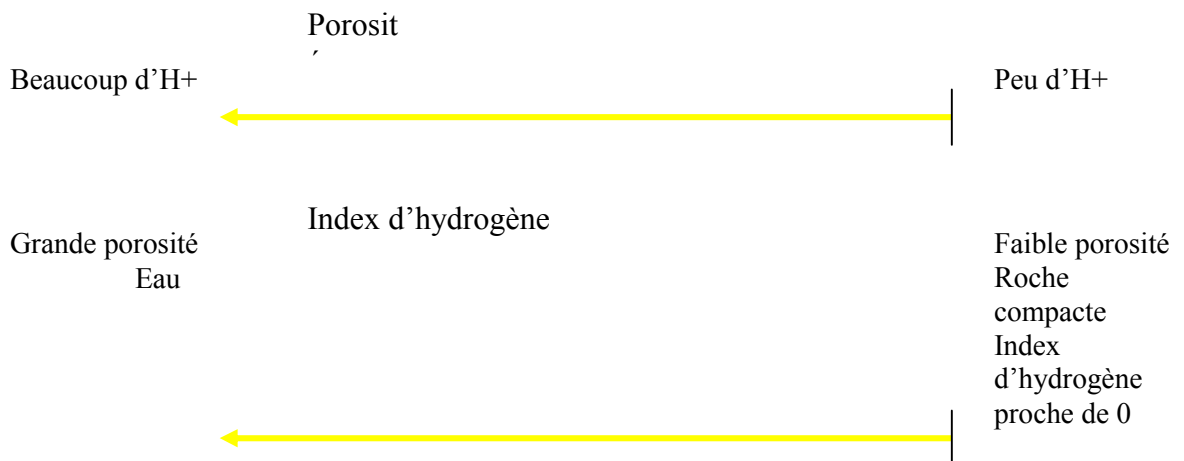 Porosit
´
Beaucoup d’H+
Peu d’H+
Index d’hydrogène
Grande porosité
Eau
Faible porosité
Roche
compacte
Index
d’hydrogène
proche de 0